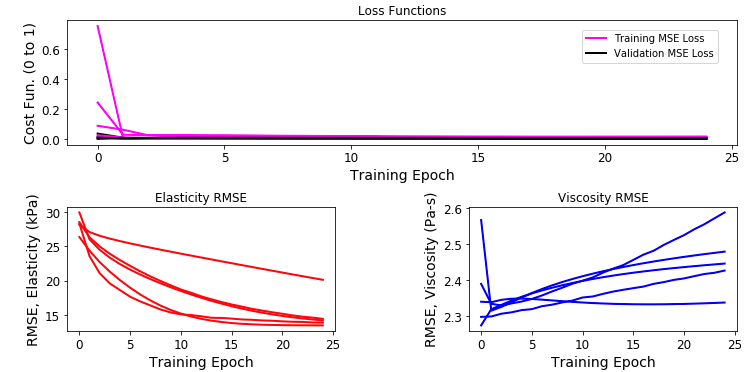 Loss Functions
Cost Fun. (0 to 1)
0.6
0.4
0.2
0.0
Training MSE Loss
Validation MSE Loss
0 5 10 15 20 25
Training Epoch
Elasticity RMSE
RMSE, Elasticity (kPa)
30
25
20
15
0 5 10 15 20 25
Training Epoch
Viscosity RMSE
RMSE, Viscosity (Pa-s)
2.6
2.5
2.4
2.3
0 5 10 15 20 25
Training Epoch